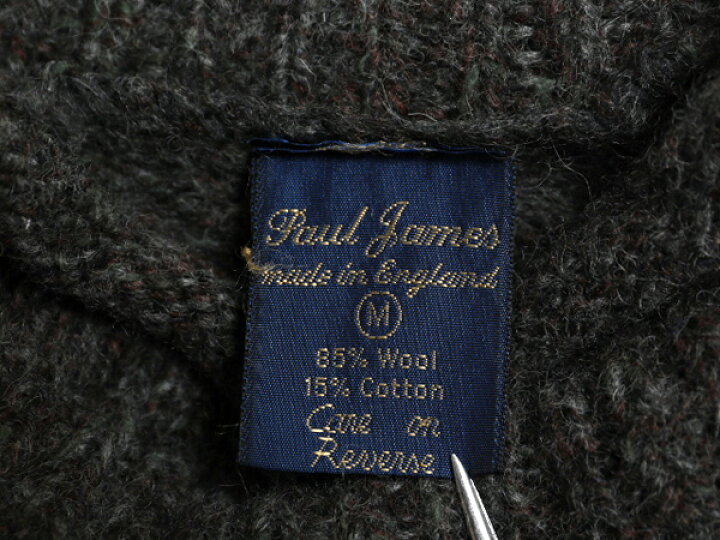 Paul James
made in England
M
85% Wool
15% Cotton
Care on
Reverse